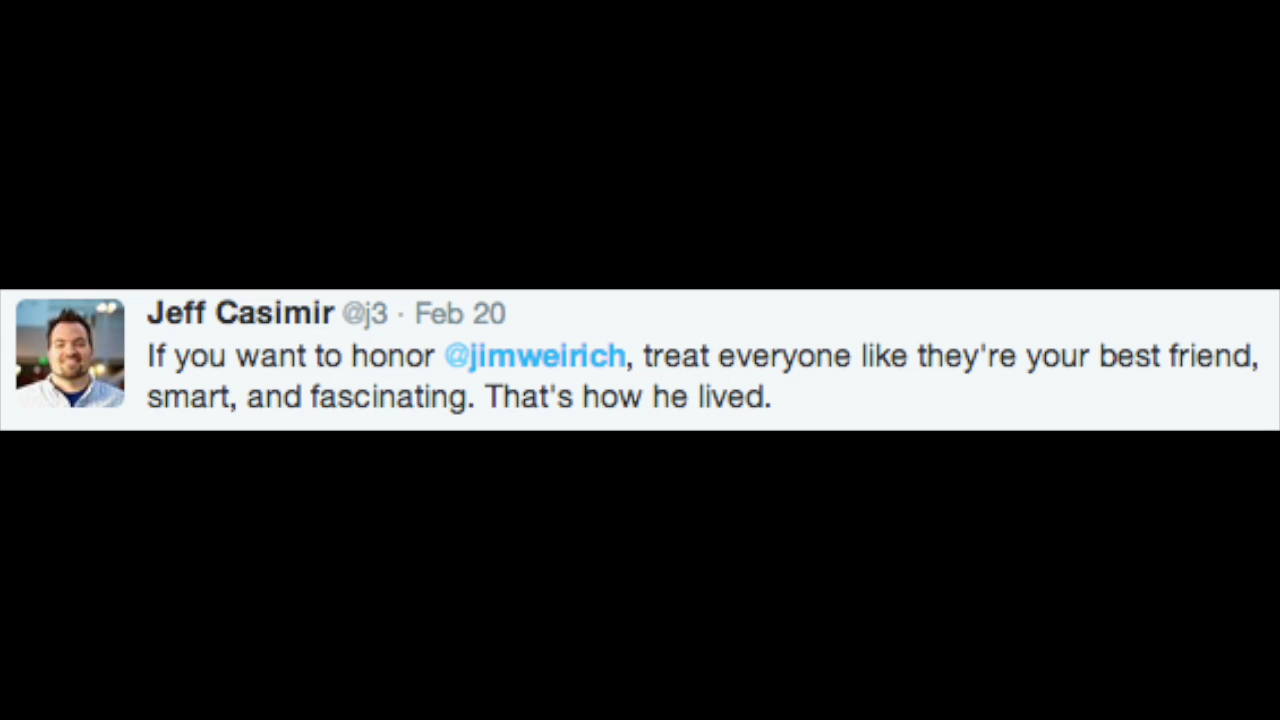 Jeff Casimir @j3 · Feb 20
If you want to honor @jimweirich, treat everyone like they're your best friend,
smart, and fascinating. That's how he lived.